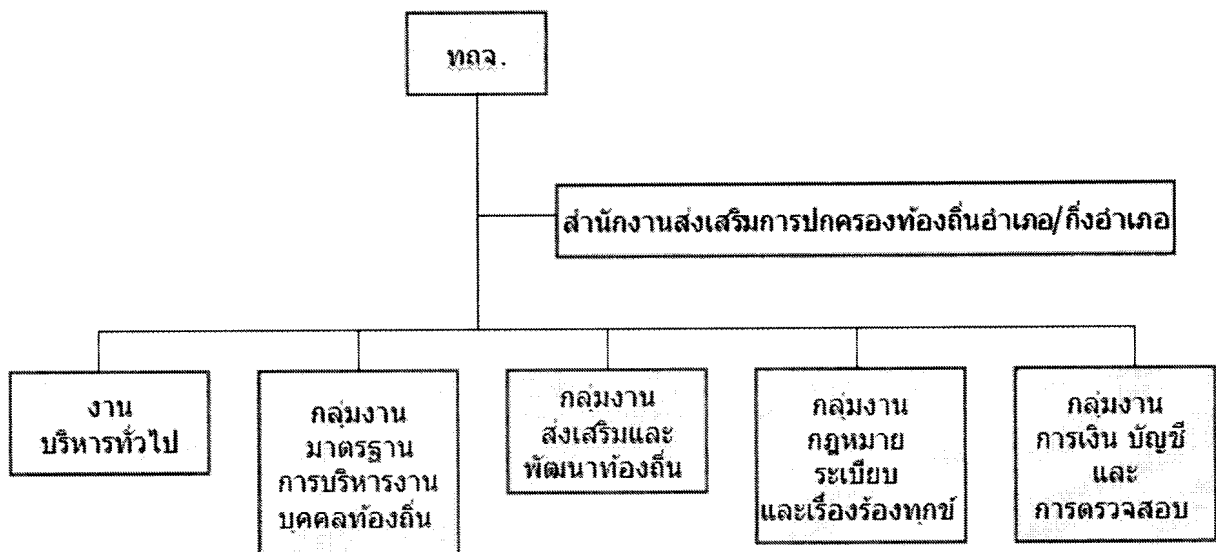 ทถจ.
สำนักงานส่งเสริมการปกครองท้องถิ่นอำเภอ/กิ่งอำเภอ
งาน
บริหารทั่วไป
กลุ่มงาน
มาตรฐาน
การบริหารงาน
บุคคลท้องถิ่น
กลุ่มงาน
ส่งเสริมและ
พัฒนาท้องถิ่น
กลุ่มงาน
กฎหมาย
ระเบียบ
และเรื่องร้องทุกข์
กลุ่มงาน
การเงิน บัญชี
และ
การตรวจสอบ